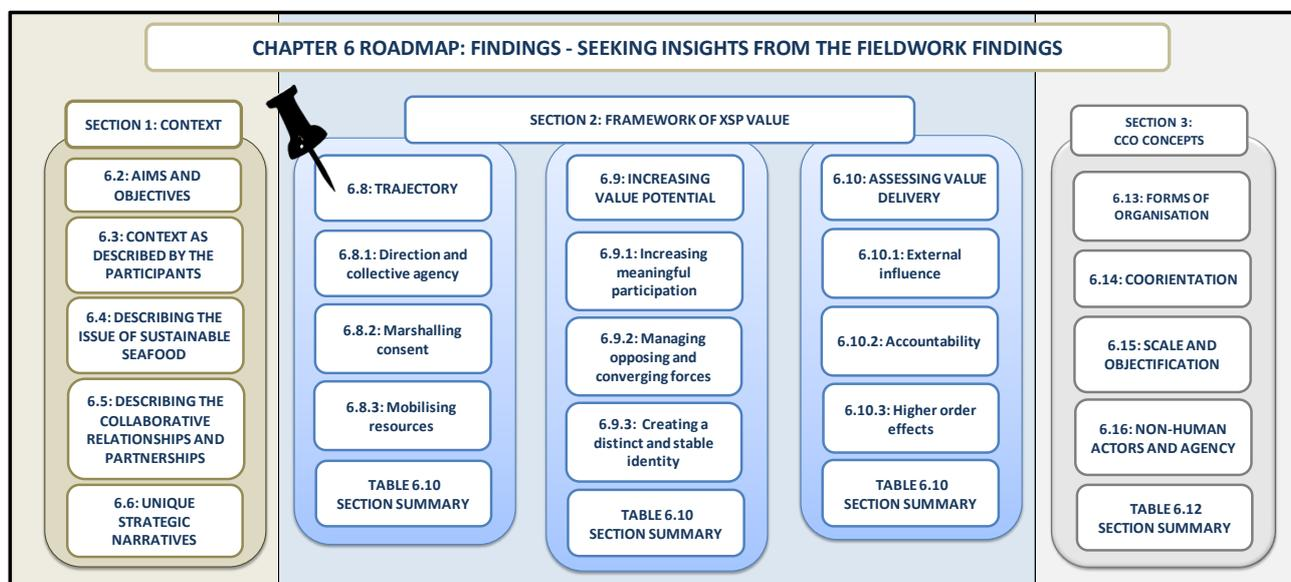 CHAPTER 6 ROADMAP: FINDINGS - SEEKING INSIGHTS FROM THE FIELDWORK FINDINGS
SECTION 1: CONTEXT
6.2: AIMS AND
OBJECTIVES
6.3: CONTEXT AS
DESCRIBED BY THE
PARTICIPANTS
6.4: DESCRIBING THE
ISSUE OF SUSTAINABLE
SEAFOOD
6.5: DESCRIBING THE
COLLABORATIVE
RELATIONSHIPS AND
PARTNERSHIPS
6.6: UNIQUE
STRATEGIC
NARRATIVES
SECTION 2: FRAMEWORK OF XSP VALUE
6.8: TRAJECTORY
6.8.1: Direction and
collective agency
6.8.2: Marshalling
consent
6.8.3: Mobilising
resources
TABLE 6.10
SECTION SUMMARY
6.9: INCREASING
VALUE POTENTIAL
6.9.1: Increasing
meaningful
participation
6.9.2: Managing
opposing and
converging forces
6.9.3: Creating a
distinct and stable
identity
TABLE 6.10
SECTION SUMMARY
6.10: ASSESSING VALUE
DELIVERY
6.10.1: External
influence
6.10.2: Accountability
6.10.3: Higher order
effects
TABLE 6.10
SECTION SUMMARY
SECTION 3:
CCO CONCEPTS
6.13: FORMS OF
ORGANISATION
6.14: COORIENTATION
6.15: SCALE AND
OBJECTIFICATION
6.16: NON-HUMAN
ACTORS AND AGENCY
TABLE 6.12
SECTION SUMMARY